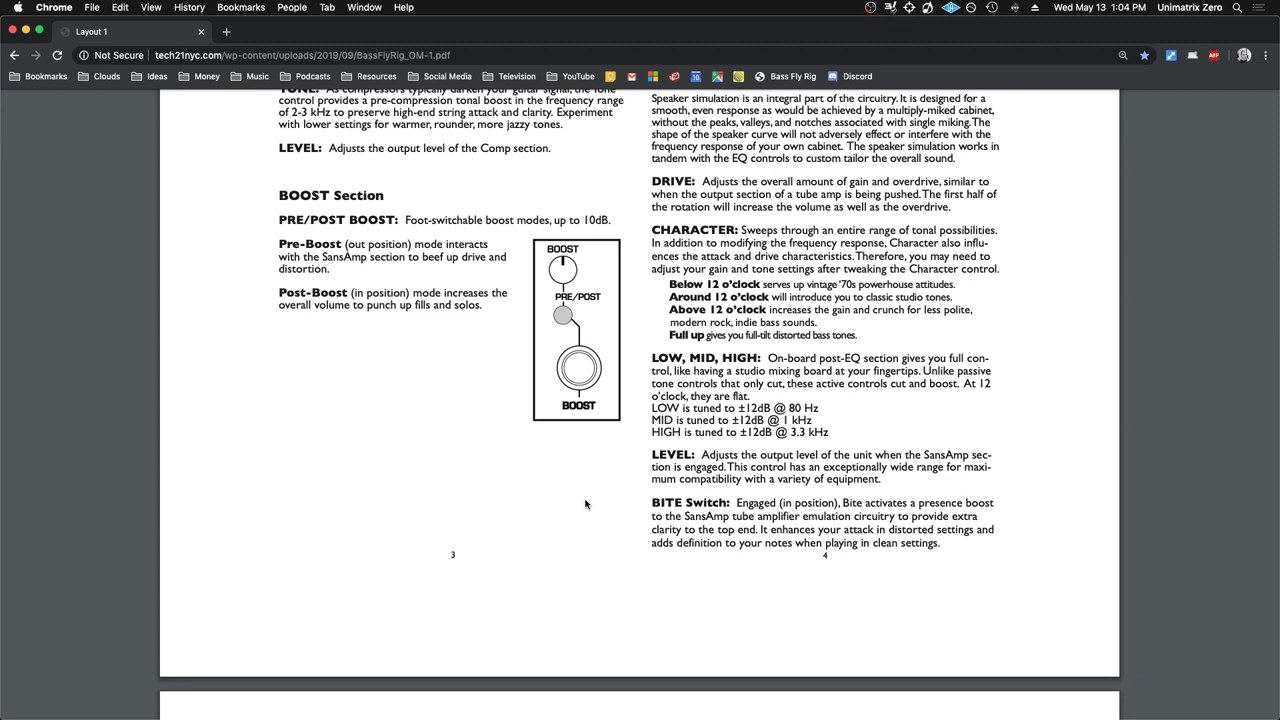 Chrome File Edit View History Bookmarks People Tab Window Help
Wed May 13 1:04 PM Unimatrix Zero
Layout 1
Not Secure tech21nyc.com/wp-content/uploads/2019/09/BassFlyRig_OM-1.pdf
ABP
Bookmarks Clouds Ideas Money Music Podcasts Resources Social Media Television YouTube Bass Fly Rig Discord
TONE: As compressors typically darken your guitar signal, the Tone
control provides a pre-compression tonal boost in the frequency range
of 2-3 kHz to preserve high-end string attack and clarity. Experiment
with lower settings for warmer, rounder, more jazzy tones.
LEVEL: Adjusts the output level of the Comp section.
BOOST Section
PRE/POST BOOST: Foot-switchable boost modes, up to 10dB.
Pre-Boost (out position) mode interacts
with the SansAmp section to beef up drive and
distortion.
Post-Boost (in position) mode increases the
overall volume to punch up fills and solos.
BOOST
PRE/POST
BOOST
3
Speaker simulation is an integral part of the circuitry. It is designed for a
smooth, even response as would be achieved by a multiply-miked cabinet,
without the peaks, valleys, and notches associated with single miking. The
shape of the speaker curve will not adversely effect or interfere with the
frequency response of your own cabinet. The speaker simulation works in
tandem with the EQ controls to custom tailor the overall sound.
DRIVE: Adjusts the overall amount of gain and overdrive, similar to
when the output section of a tube amp is being pushed. The first half of
the rotation will increase the volume as well as the overdrive.
CHARACTER: Sweeps through an entire range of tonal possibilities.
In addition to modifying the frequency response, Character also influ-
ences the attack and drive characteristics. Therefore, you may need to
adjust your gain and tone settings after tweaking the Character control.
Below 12 o'clock serves up vintage '70s powerhouse attitudes.
Around 12 o'clock will introduce you to classic studio tones.
Above 12 o'clock increases the gain and crunch for less polite,
modern rock, indie bass sounds.
Full up gives you full-tilt distorted bass tones.
LOW, MID, HIGH: On-board post-EQ section gives you full con-
trol, like having a studio mixing board at your fingertips. Unlike passive
tone controls that only cut, these active controls cut and boost. At 12
o'clock, they are flat.
LOW is tuned to ±12dB @ 80 Hz
MID is tuned to ±12dB @ 1 kHz
HIGH is tuned to ±12dB @ 3.3 kHz
LEVEL: Adjusts the output level of the unit when the SansAmp sec-
tion is engaged. This control has an exceptionally wide range for maxi-
mum compatibility with a variety of equipment.
BITE Switch: Engaged (in position), Bite activates a presence boost
to the SansAmp tube amplifier emulation circuitry to provide extra
clarity to the top end. It enhances your attack in distorted settings and
adds definition to your notes when playing in clean settings.
4